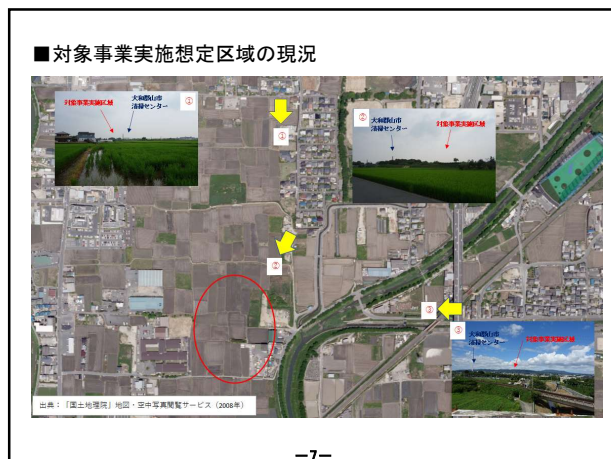 ■対象事業実施想定区域の現況
対象事業実施区域
大和郡山市
清掃センター
①
①
②
大和郡山市
清掃センター
対象事業実施区域
②
③
③
大和郡山市
清掃センター
対象事業実施区域
出典：「国土地理院」地図・空中写真閲覧サービス（2008年）
－7－